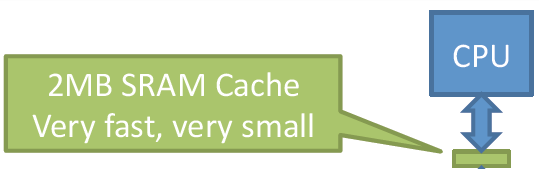 CPU
2MB SRAM Cache
Very fast, very small